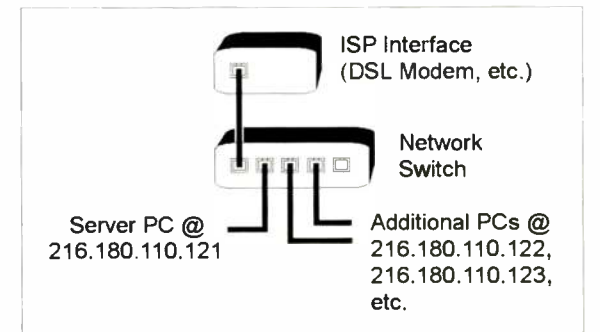 ISP Interface
(DSL Modem, etc.)
Network
Switch
Server PC @
216.180.110.121
Additional PCs @
216.180.110.122,
216.180.110.123,
etc.